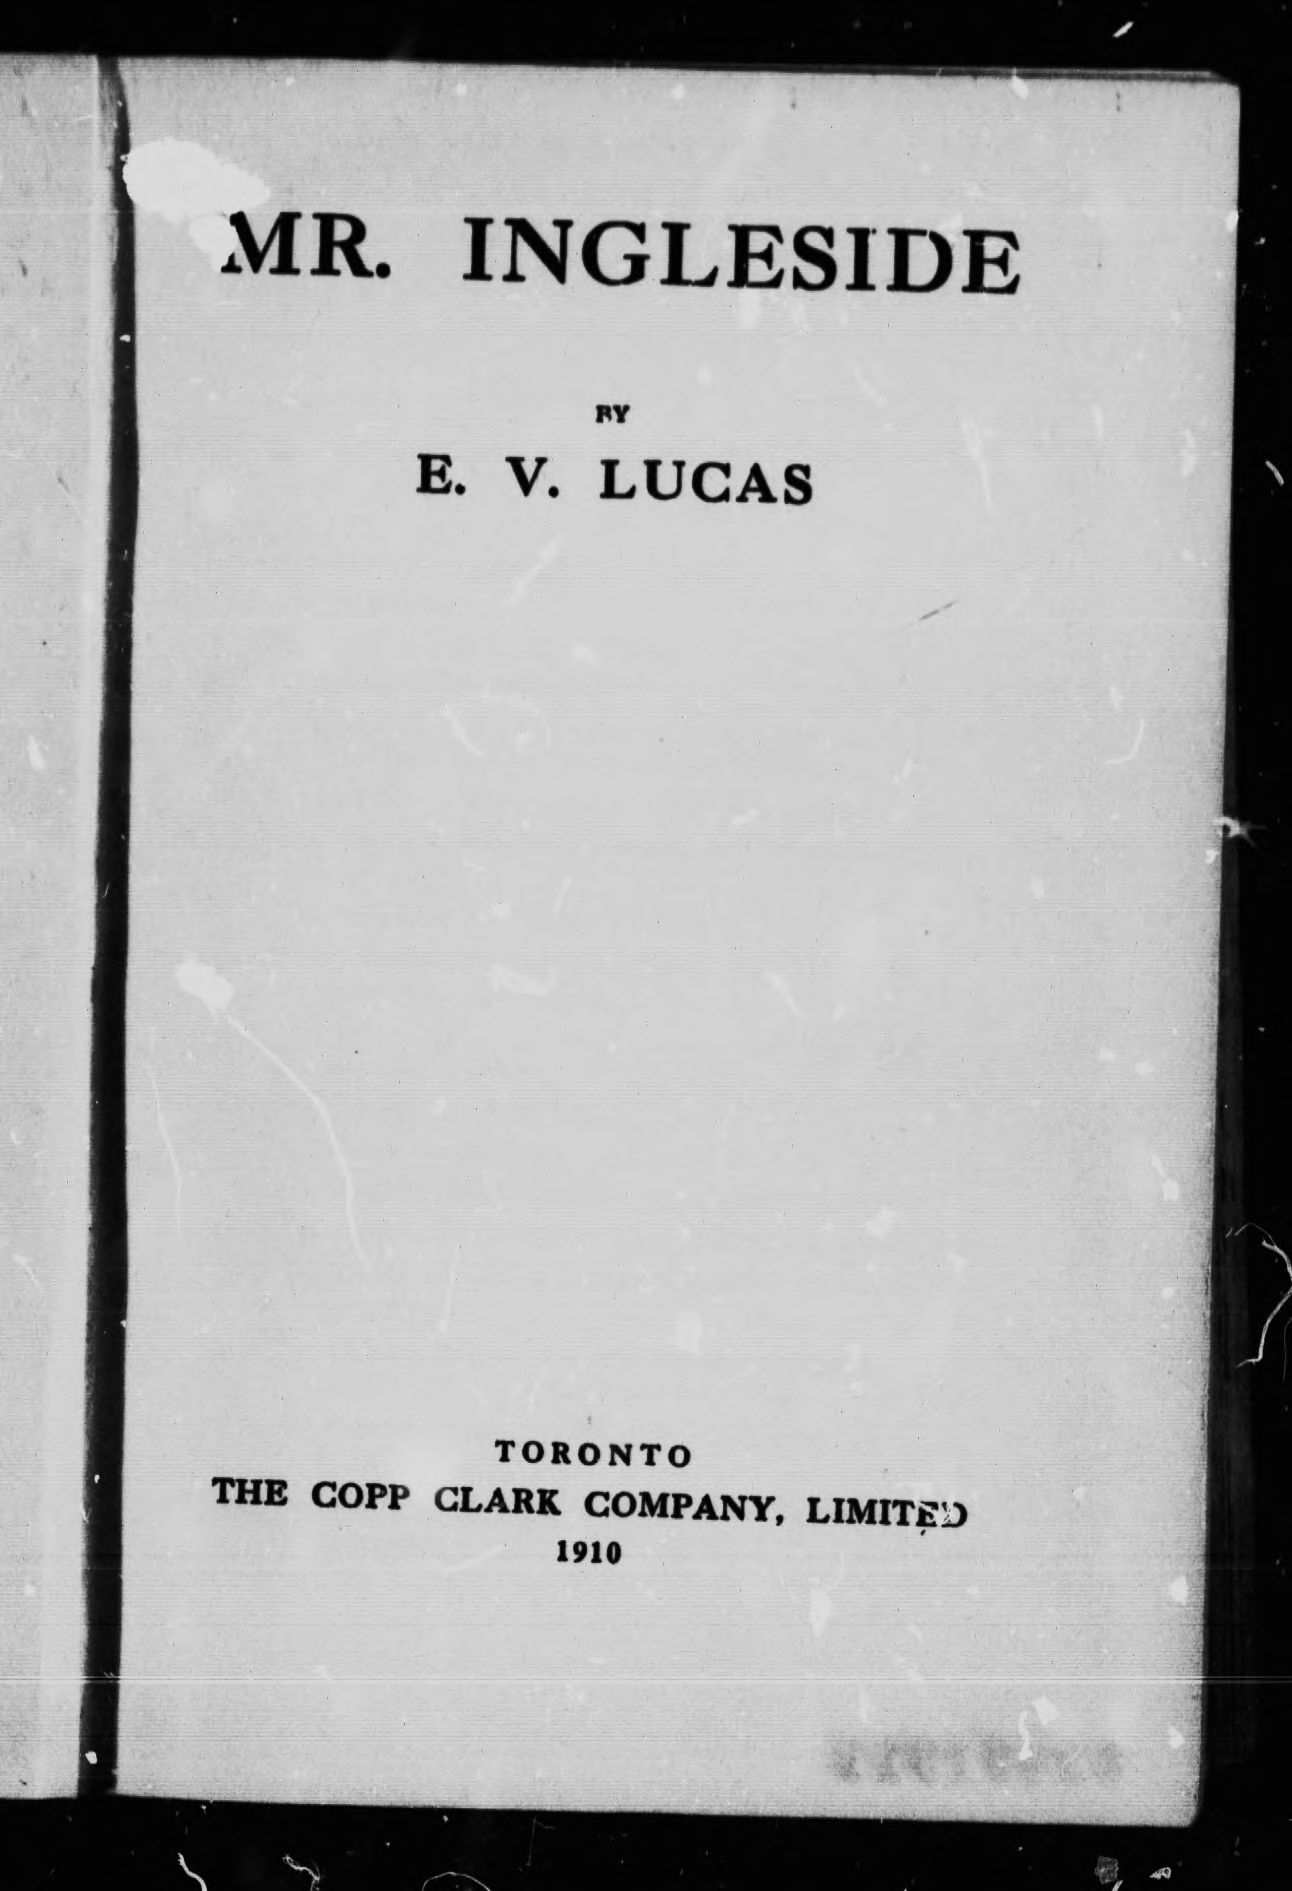 MR. INGLESIDE
BY
E. V. LUCAS
TORONTO
THE COPP CLARK COMPANY, LIMITED
1910